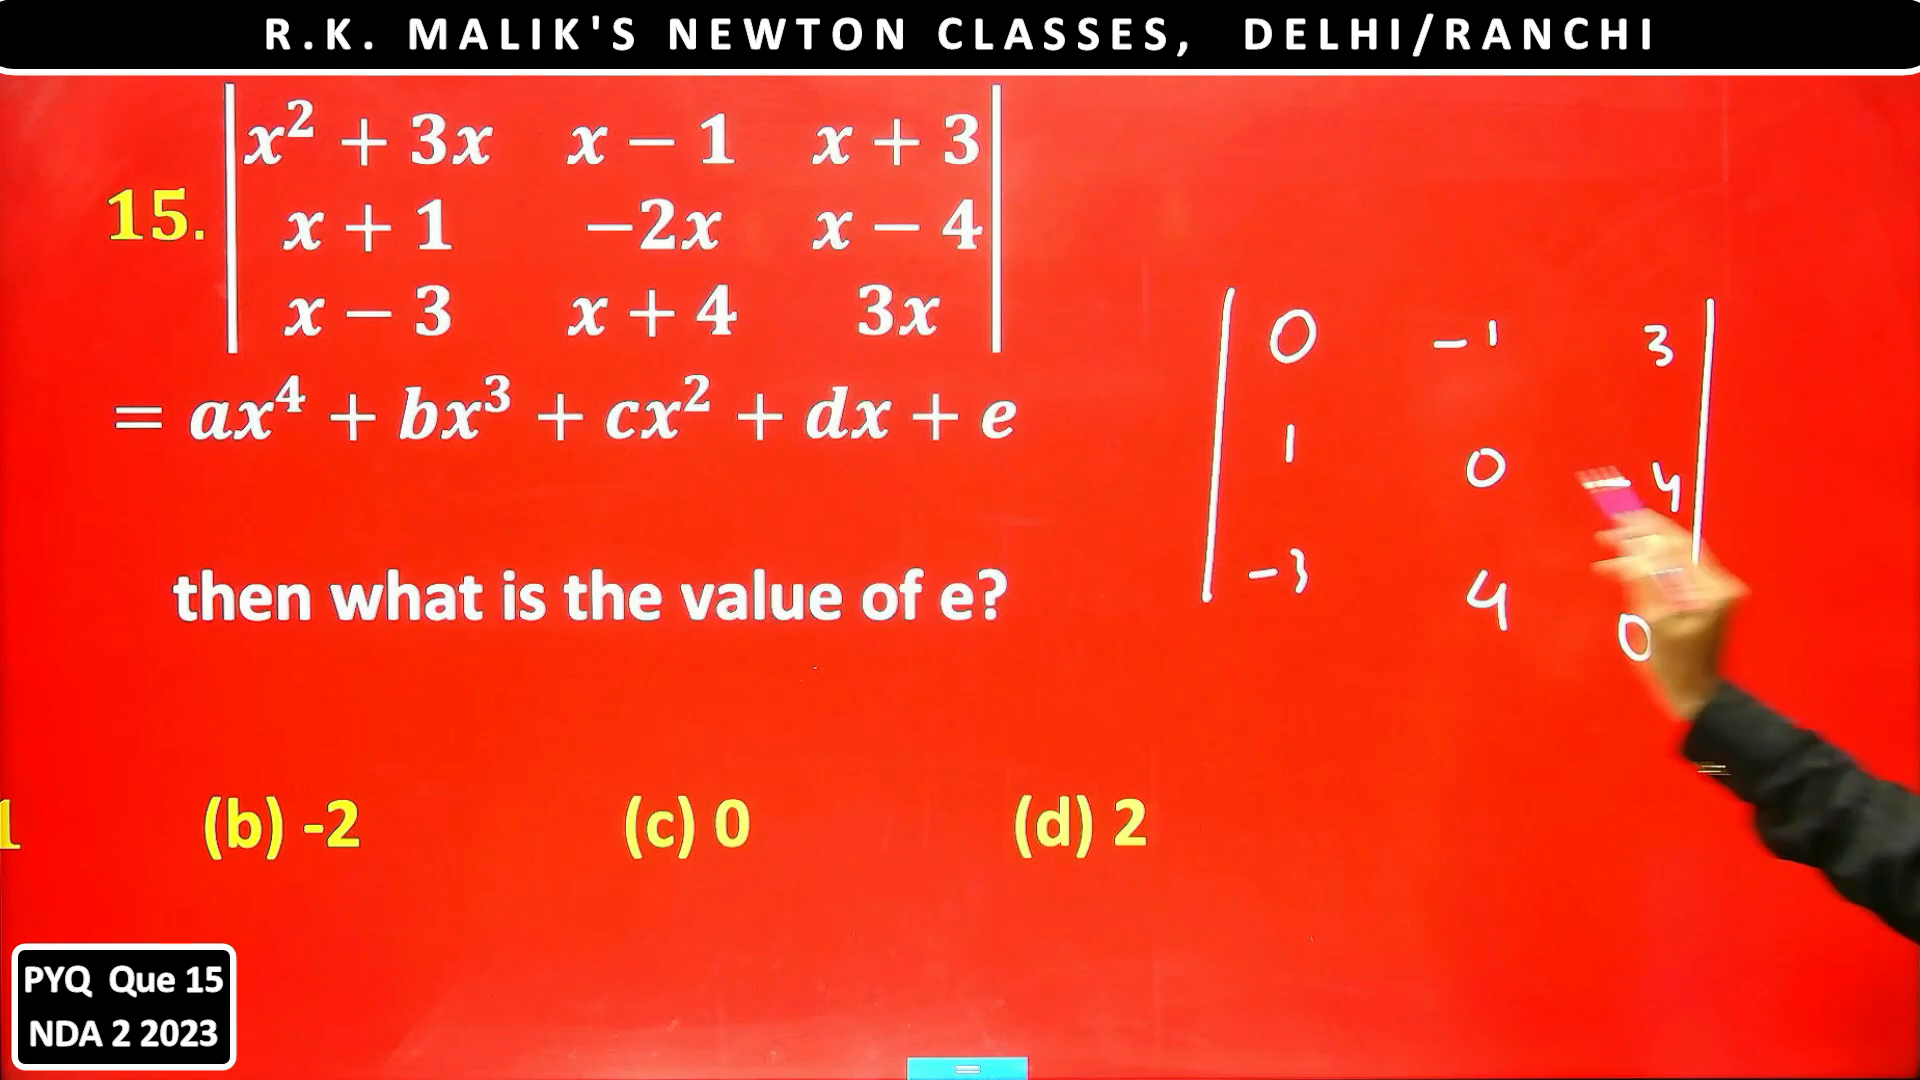 R.K. MALIK'S NEWTON CLASSES, DELHI/RANCHI
15. | x² + 3x  x − 1  x + 3 |
| x + 1  −2x  x − 4 |
| x − 3  x + 4  3x |
= ax⁴ + bx³ + cx² + dx + e
then what is the value of e?
| 0  -1  3 |
| 1  0  -4 |
| -3  4  0
1 (b) -2 (c) 0 (d) 2
PYQ Que 15
NDA 2 2023